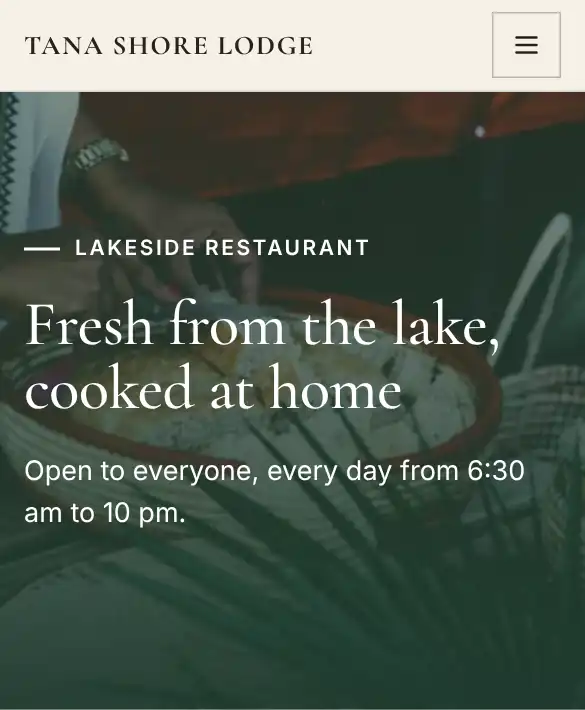 TANA SHORE LODGE
LAKESIDE RESTAURANT
Fresh from the lake,
cooked at home
Open to everyone, every day from 6:30
am to 10 pm.